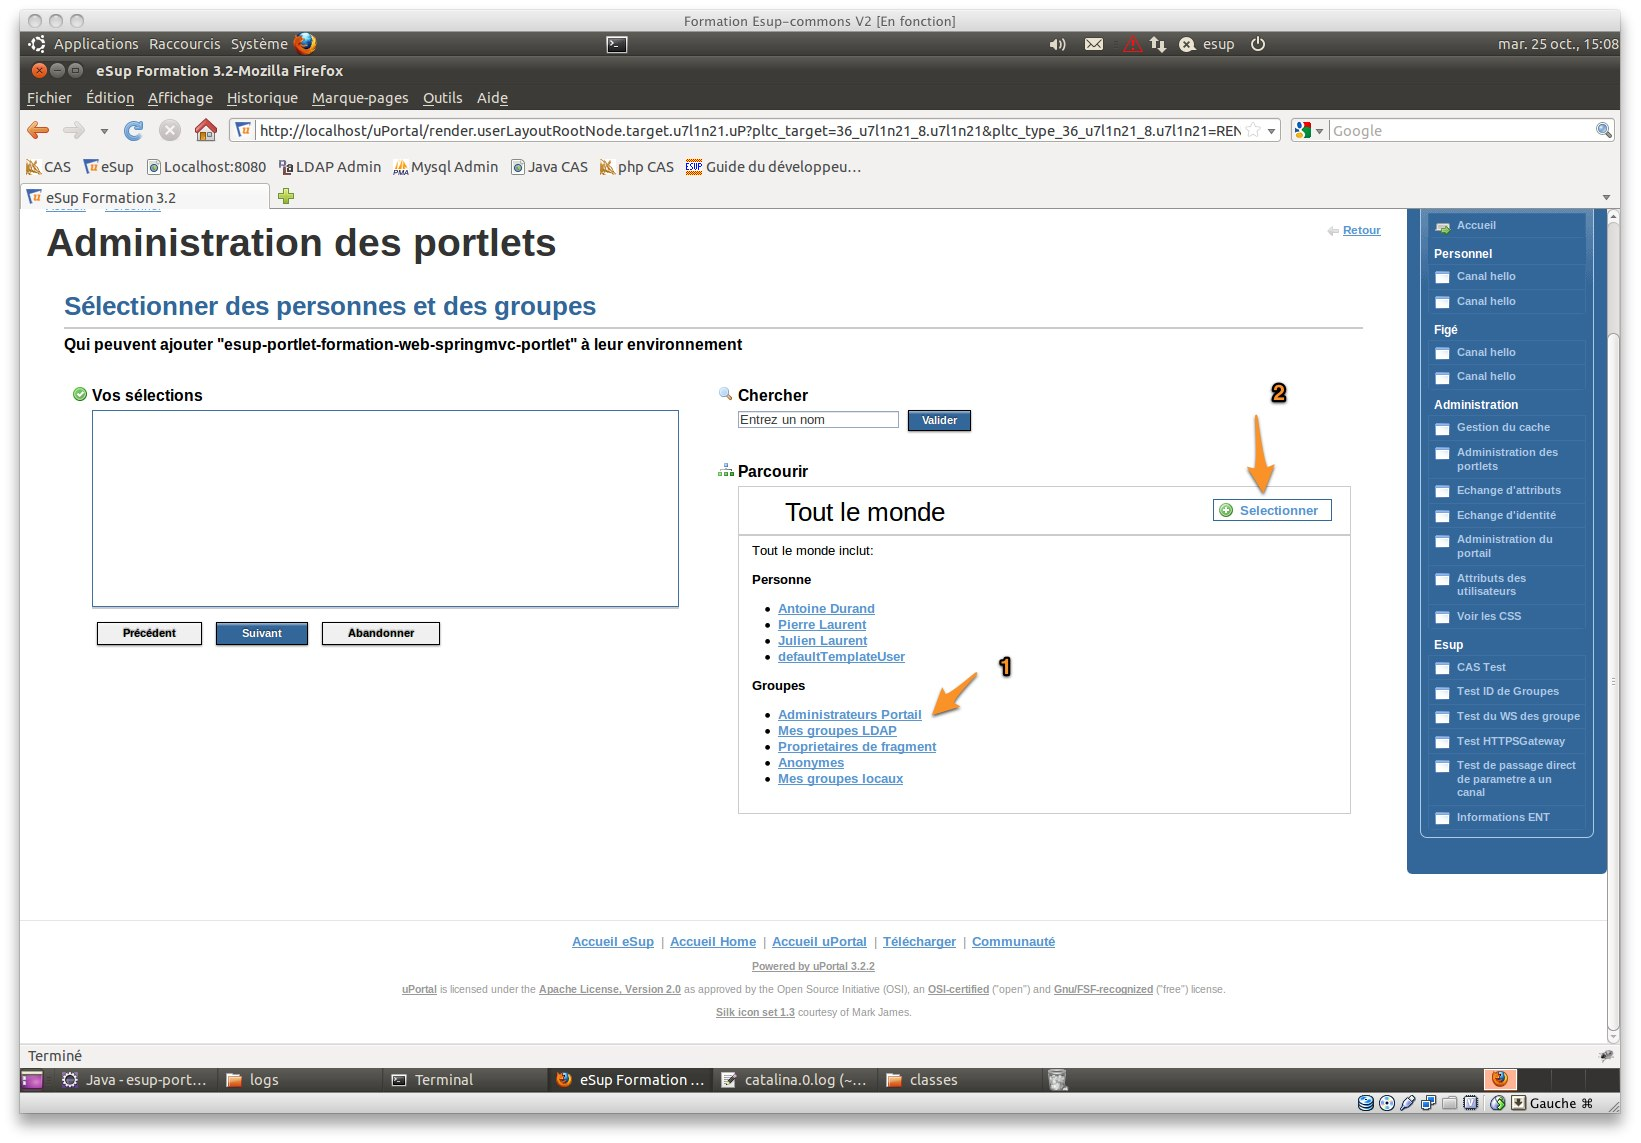 Formation Esup-commons V2 [En fonction]
Applications Raccourcis Système esup mar. 25 oct., 15:08
eSup Formation 3.2-Mozilla Firefox
Fichier Édition Affichage Historique Marque-pages Outils Aide
http://localhost/uPortal/render.userLayoutRootNode.target.u7l1n21.uP?pltc_target=36_u7l1n21_8.u7l1n21&pltc_type_36_u7l1n21_8.u7l1n21=REN Google
CAS eSup Localhost:8080 LDAP Admin Mysql Admin Java CAS php CAS Guide du développeu...
eSup Formation 3.2
Administration des portlets
Retour
Sélectionner des personnes et des groupes
Qui peuvent ajouter "esup-portlet-formation-web-springmvc-portlet" à leur environnement
Vos sélections
Précédent Suivant Abandonner
Chercher
Entrez un nom Valider
2
Parcourir
Tout le monde Selectionner
Tout le monde inclut:
Personne
Antoine Durand
Pierre Laurent
Julien Laurent
defaultTemplateUser
1
Groupes
Administrateurs Portail
Mes groupes LDAP
Proprietaires de fragment
Anonymes
Mes groupes locaux
Accueil
Personnel
Canal hello
Canal hello
Figé
Canal hello
Canal hello
Administration
Gestion du cache
Administration des
portlets
Echange d'attributs
Echange d'identité
Administration du
portail
Attributs des
utilisateurs
Voir les CSS
Esup
CAS Test
Test ID de Groupes
Test du WS des groupe
Test HTTPSGateway
Test de passage direct
de parametre a un
canal
Informations ENT
Accueil eSup | Accueil Home | Accueil uPortal | Télécharger | Communauté
Powered by uPortal 3.2.2
uPortal is licensed under the Apache License, Version 2.0 as approved by the Open Source Initiative (OSI), an OSI-certified ("open") and Gnu/FSF-recognized ("free") license.
Silk icon set 1.3 courtesy of Mark James.
Terminé
Java - esup-port... logs Terminal eSup Formation ... catalina.0.log (~... classes
Gauche ⌘